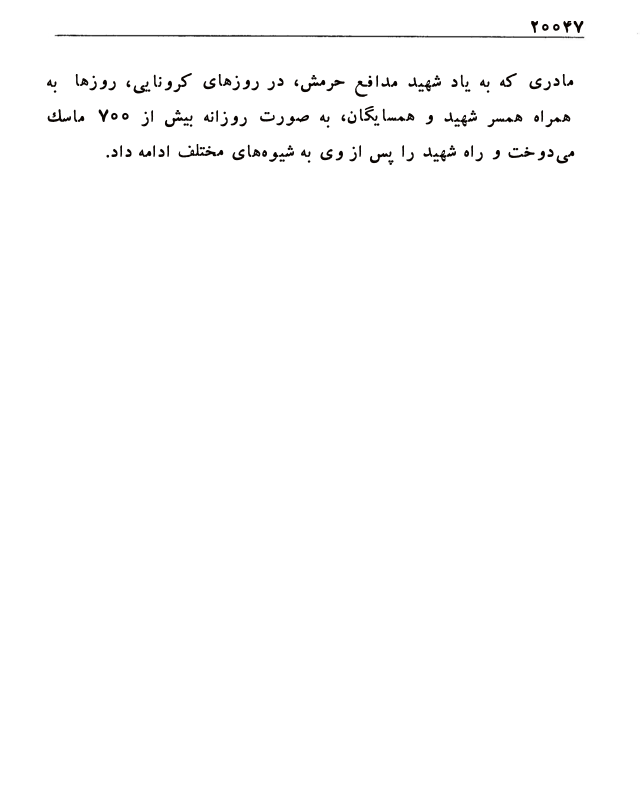 ۲۰۰۴۷
مادری که به یاد شهید مدافع حرمش، در روزهای کرونایی، روزها به
همراه همسر شهید و همسایگان، به صورت روزانه بیش از ۷۰۰ ماسك
می‌دوخت و راه شهید را پس از وی به شیوه‌های مختلف ادامه داد.